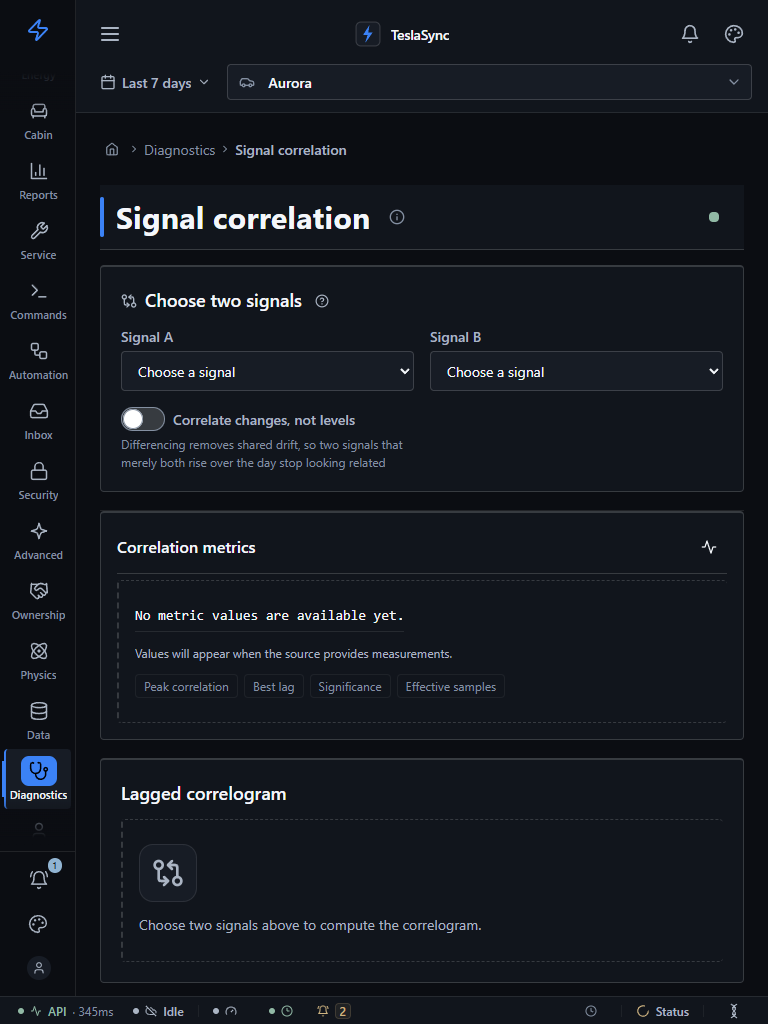 TeslaSync
Last 7 days
Aurora
Energy
Cabin
Reports
Service
Commands
Automation
Inbox
Security
Advanced
Ownership
Physics
Data
Diagnostics
1
Diagnostics
Signal correlation
Signal correlation
Choose two signals
Signal A
Signal B
Choose a signal
Choose a signal
Correlate changes, not levels
Differencing removes shared drift, so two signals that
merely both rise over the day stop looking related
Correlation metrics
No metric values are available yet.
Values will appear when the source provides measurements.
Peak correlation
Best lag
Significance
Effective samples
Lagged correlogram
Choose two signals above to compute the correlogram.
API · 345ms
Idle
2
Status